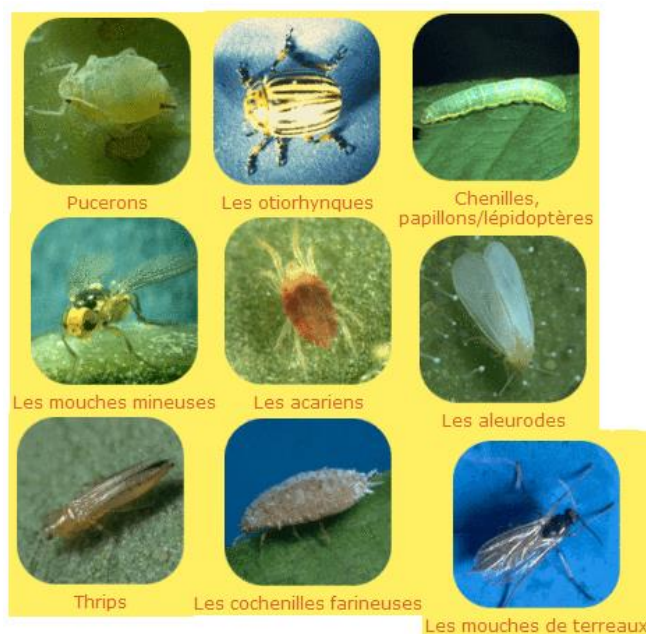 Pucerons
Les otiorhynques
Chenilles,
papillons/lépidoptères
Les mouches mineuses
Les acariens
Les aleurodes
Thrips
Les cochenilles farineuses
Les mouches de terreaux